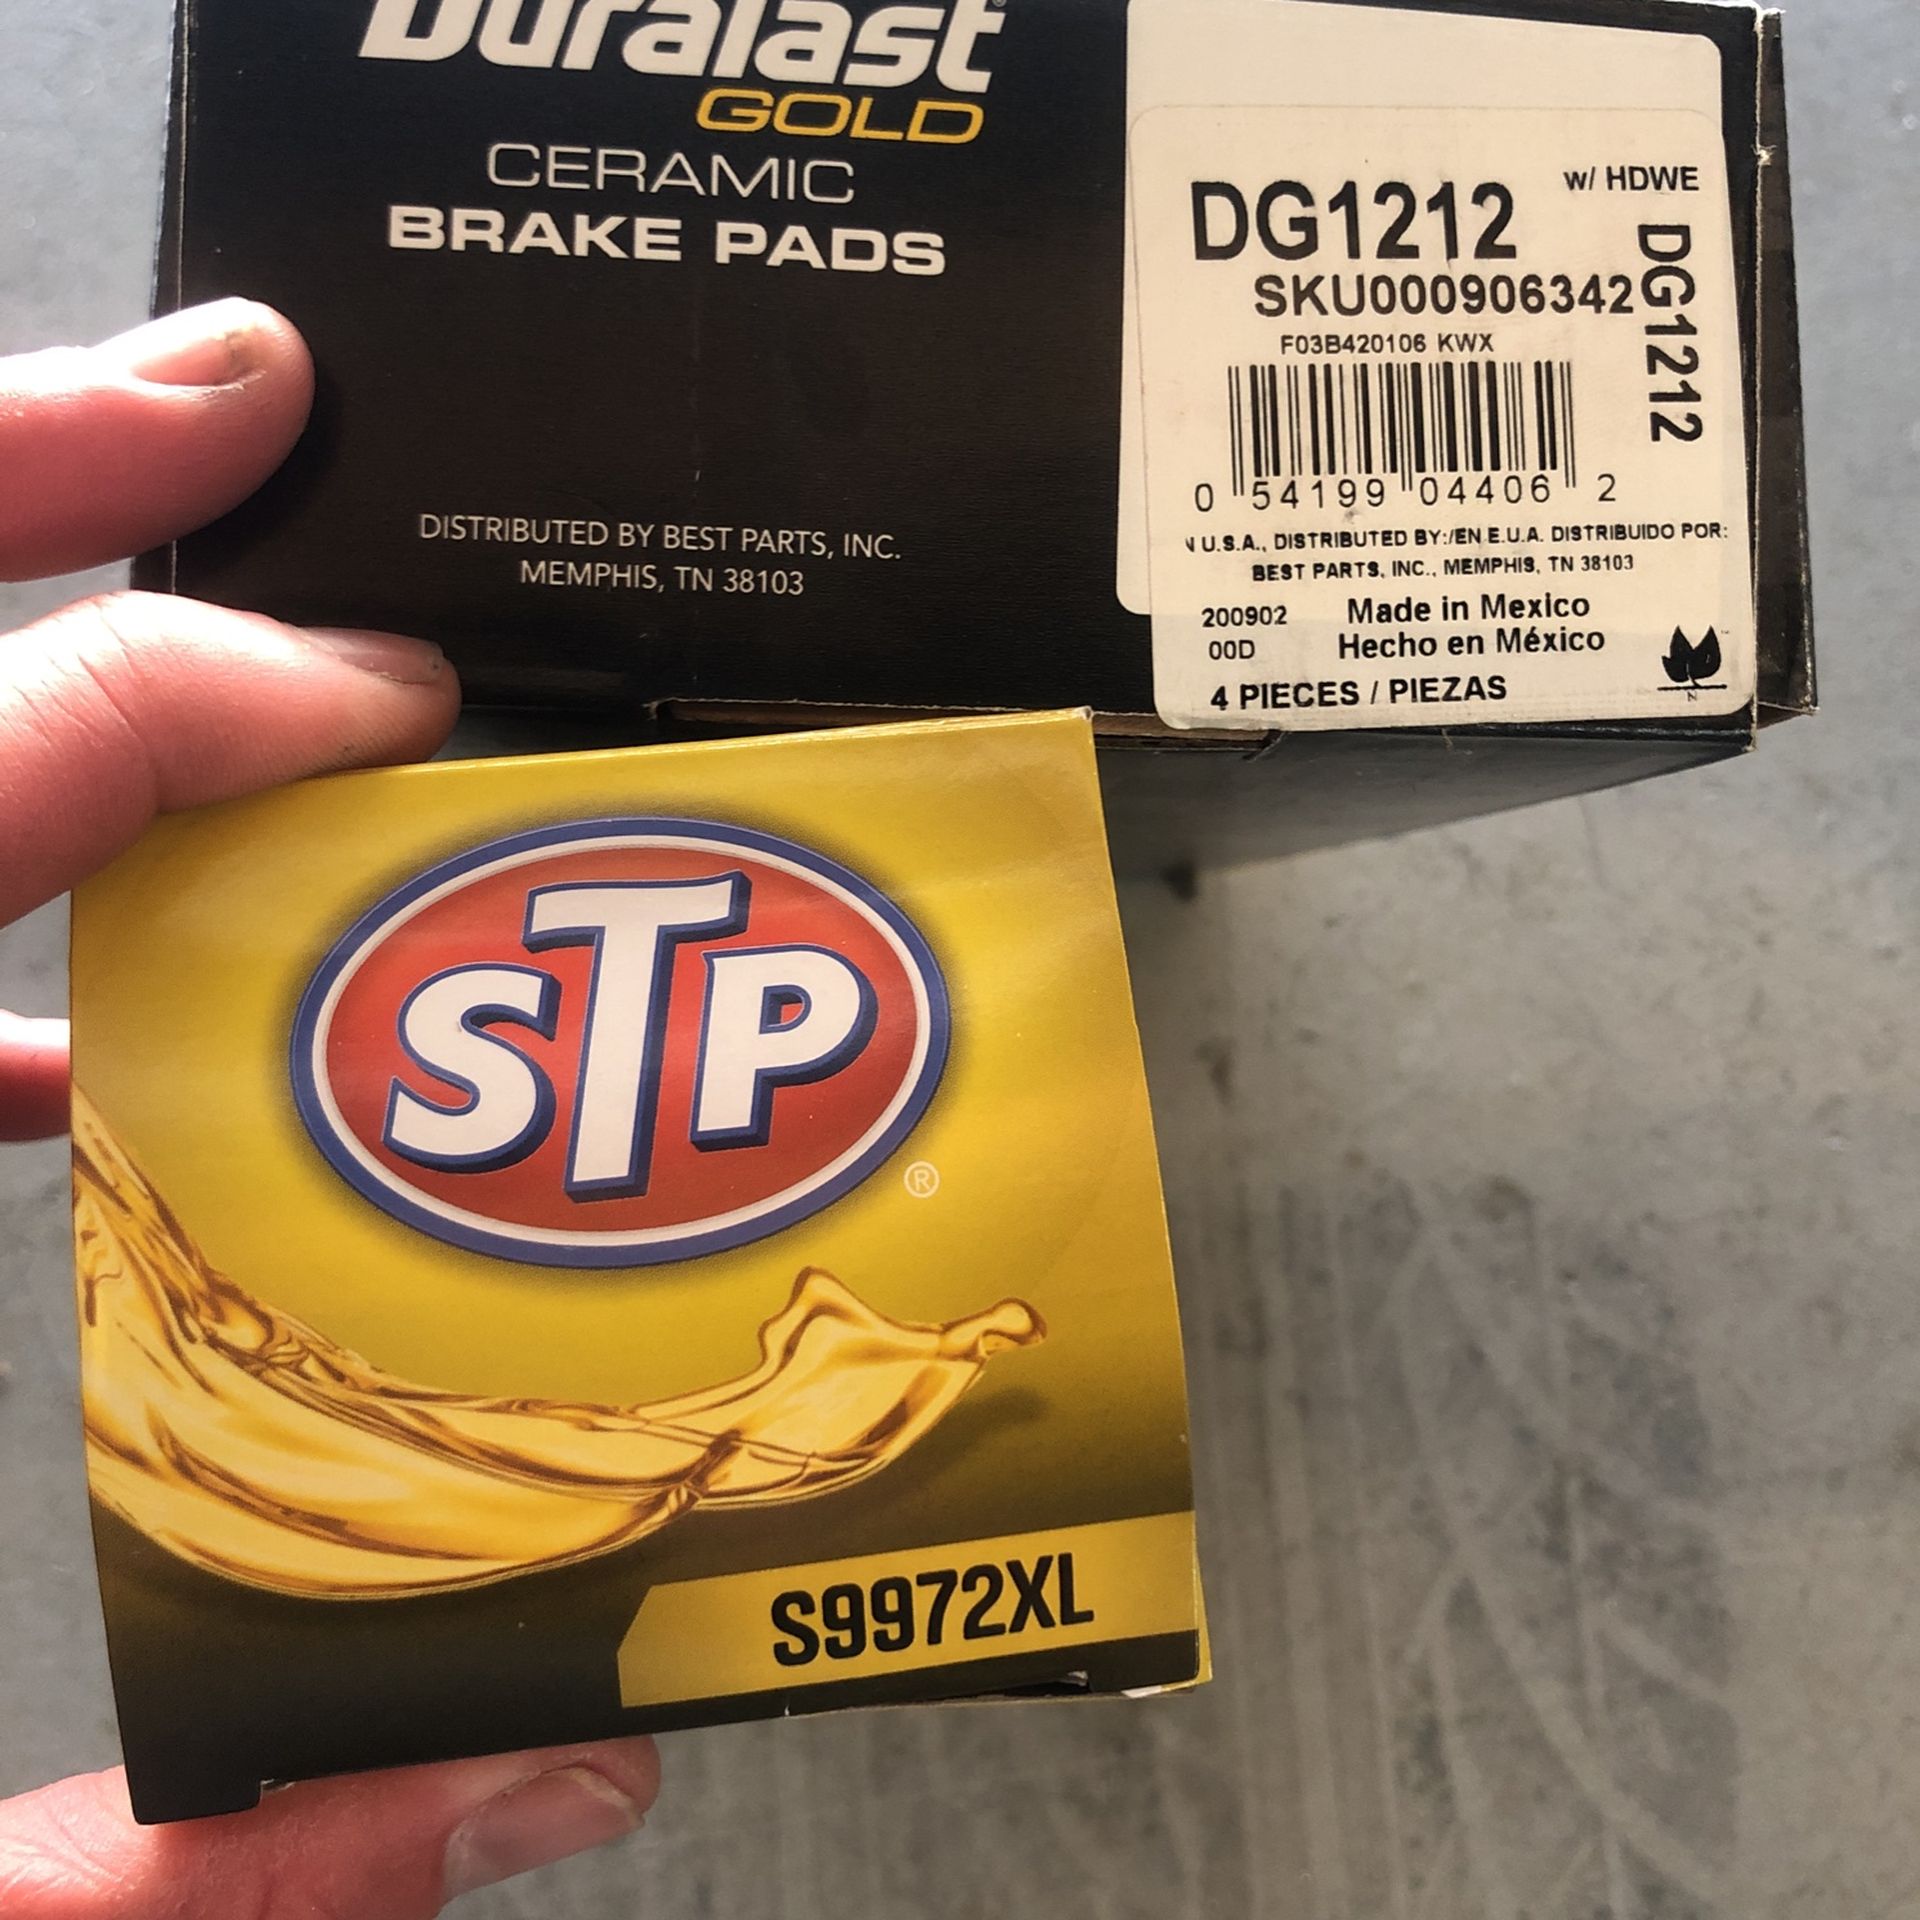 Duralast
GOLD
CERAMIC
BRAKE PADS
DISTRIBUTED BY BEST PARTS, INC.
MEMPHIS, TN 38103
w/ HDWE
DG1212
SKU000906342
DG1212
F03B420106 KWX
0 54199 04406 2
N U.S.A., DISTRIBUTED BY:/EN E.U.A. DISTRIBUIDO POR:
BEST PARTS, INC., MEMPHIS, TN 38103
200902 Made in Mexico
00D Hecho en México
4 PIECES / PIEZAS
N
STP
®
S9972XL